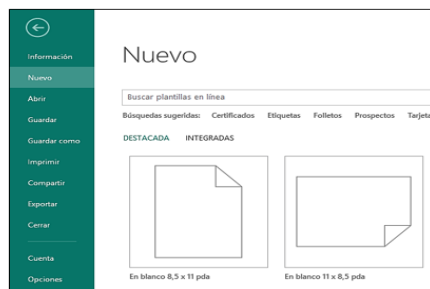 Información
Nuevo
Abrir
Guardar
Guardar como
Imprimir
Compartir
Exportar
Cerrar
Cuenta
Opciones
Nuevo
Buscar plantillas en línea
Búsquedas sugeridas: Certificados Etiquetas Folletos Prospectos Tarjeta
DESTACADA INTEGRADAS
En blanco 8,5 x 11 pda
En blanco 11 x 8,5 pda